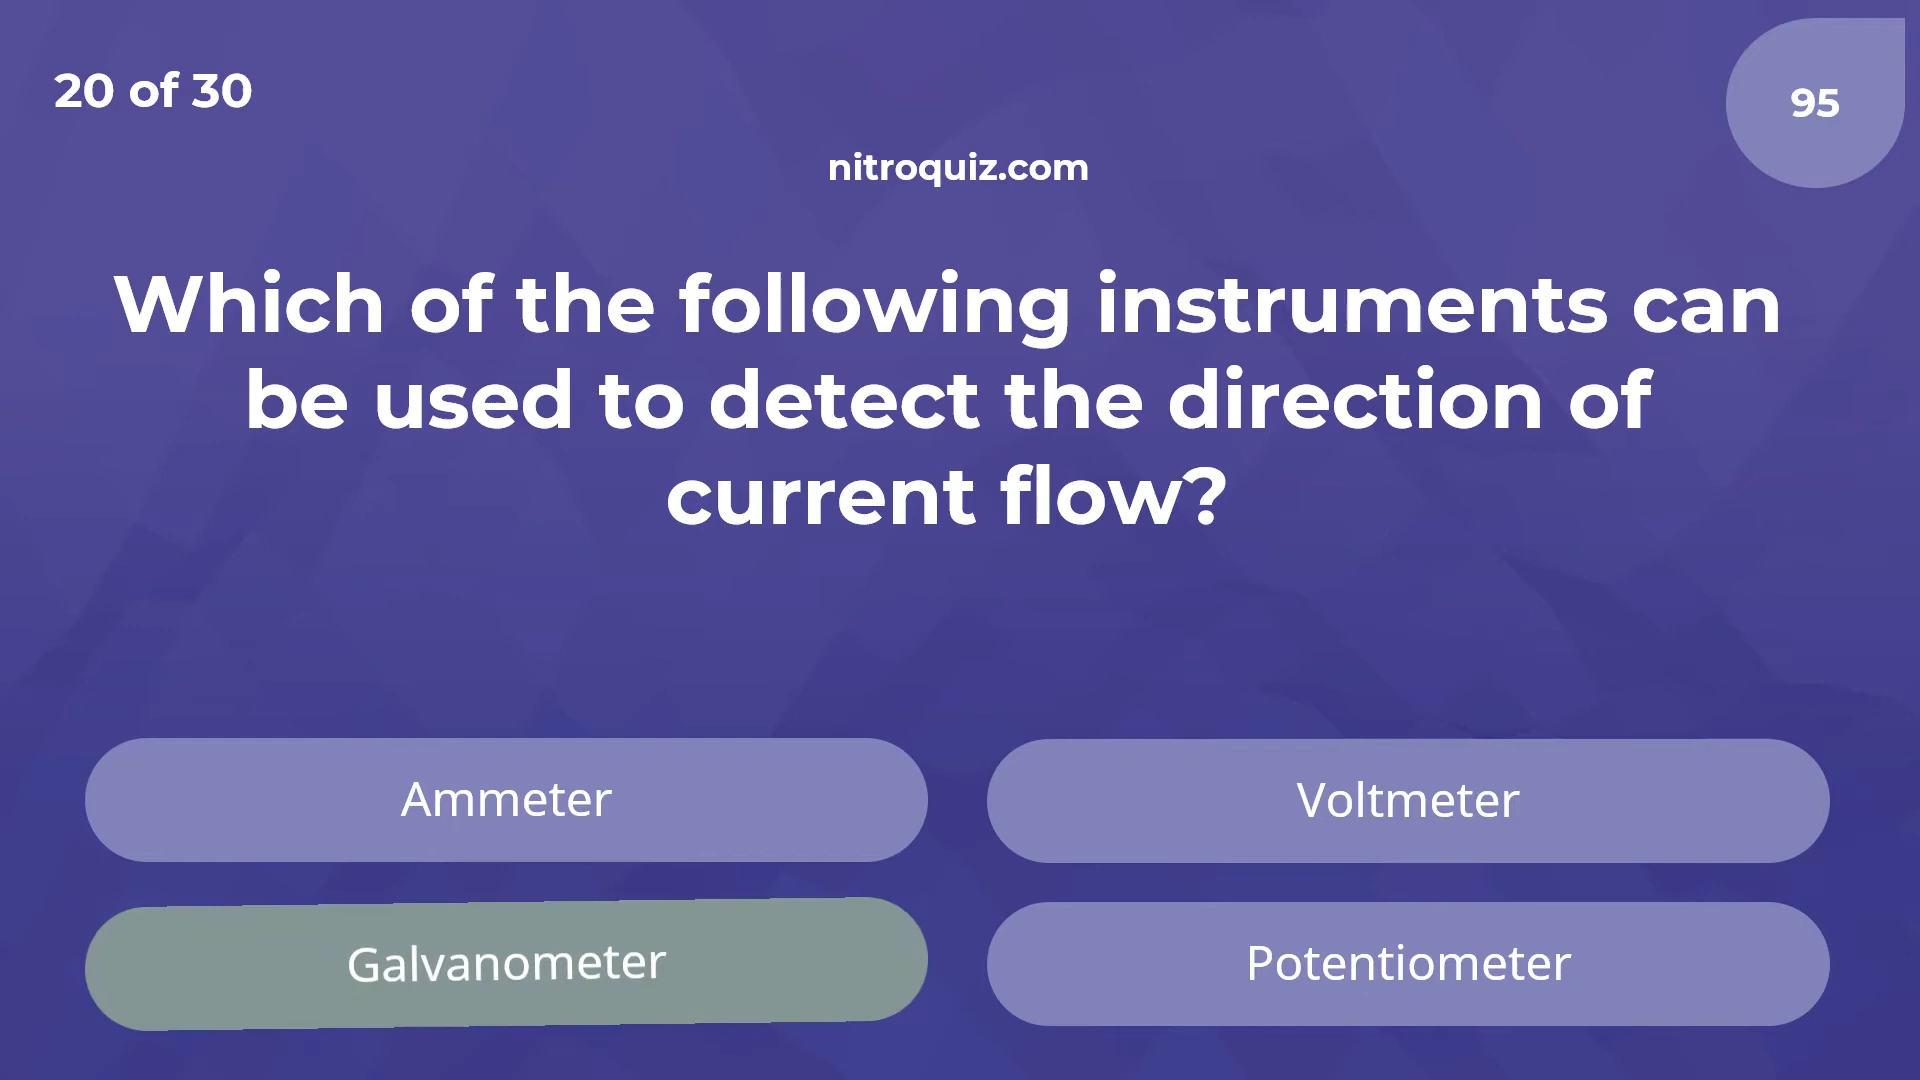 20 of 30
95
nitroquiz.com
Which of the following instruments can
be used to detect the direction of
current flow?
Ammeter
Voltmeter
Galvanometer
Potentiometer